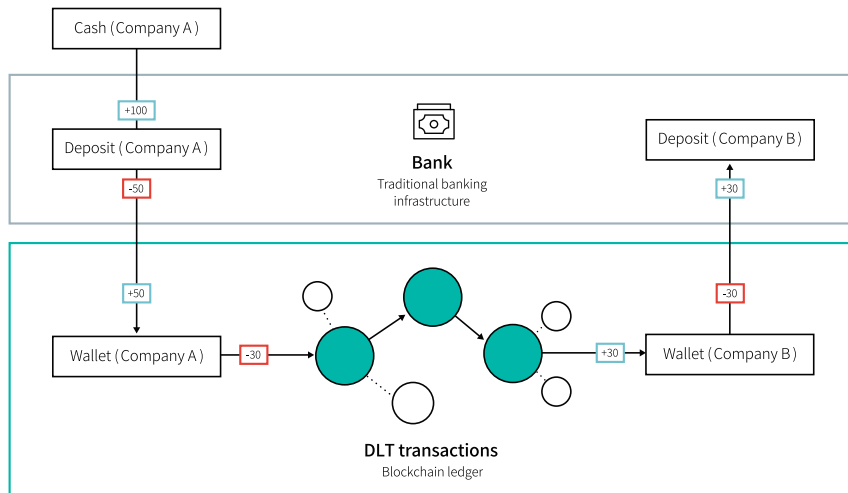 Cash (Company A)
+100
Deposit (Company A)
-50
Bank
Traditional banking
infrastructure
Deposit (Company B)
+30
+50
-30
Wallet (Company A)
-30
+30
Wallet (Company B)
DLT transactions
Blockchain ledger